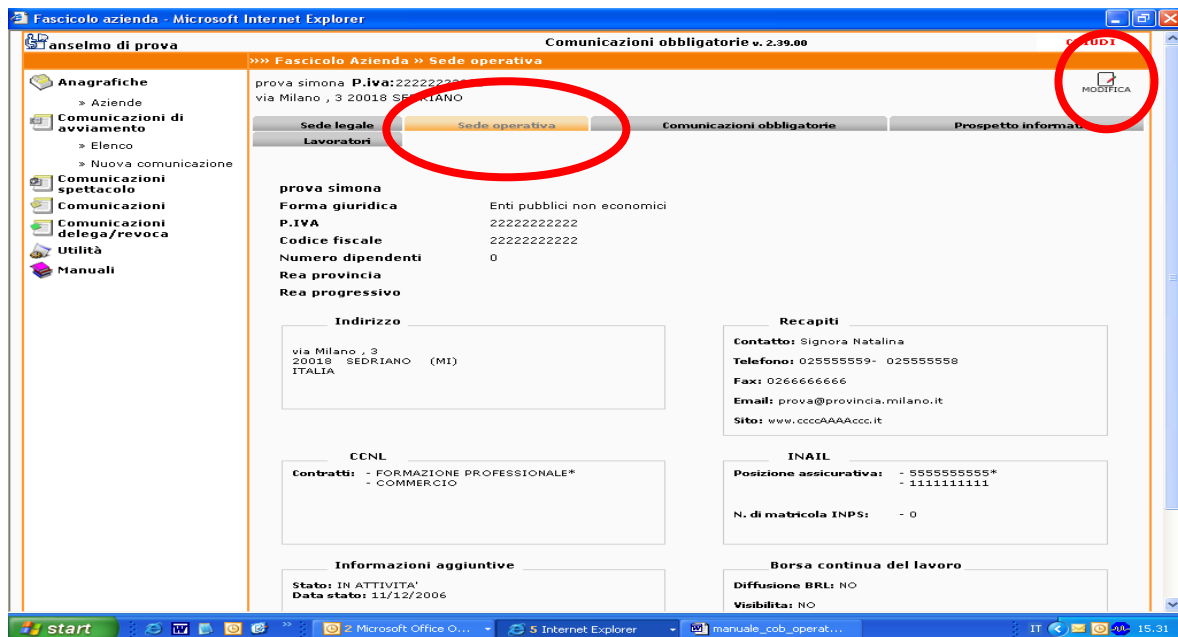 Fascicolo azienda - Microsoft Internet Explorer
anselmo di prova
Comunicazioni obbligatorie v. 2.39.00
»»» Fascicolo Azienda » Sede operativa
Anagrafiche
» Aziende
Comunicazioni di
avviamento
» Elenco
» Nuova comunicazione
Comunicazioni
spettacolo
Comunicazioni
Comunicazioni
delega/revoca
Utilità
Manuali
prova simona P.iva:
via Milano , 3 20018 SEDRIANO
MODIFICA
Sede legale
Sede operativa
Comunicazioni obbligatorie
Prospetto
Lavoratori
prova simona
Forma giuridica Enti pubblici non economici
P.IVA 22222222222
Codice fiscale 22222222222
Numero dipendenti 0
Rea provincia
Rea progressivo
Indirizzo
via Milano , 3
20018 SEDRIANO (MI)
ITALIA
Recapiti
Contatto: Signora Natalina
Telefono: 025555559- 025555558
Fax: 0266666666
Email: prova@provincia.milano.it
Sito: www.ccccAAAAccc.it
CCNL
Contratti: - FORMAZIONE PROFESSIONALE*
- COMMERCIO
INAIL
Posizione assicurativa: - 5555555555*
- 1111111111
N. di matricola INPS: - 0
Informazioni aggiuntive
Stato: IN ATTIVITA'
Data stato: 11/12/2006
Borsa continua del lavoro
Diffusione BRL: NO
Visibilita: NO
start
2 Microsoft Office O...
5 Internet Explorer
manuale_cob_operat...
IT
15.31